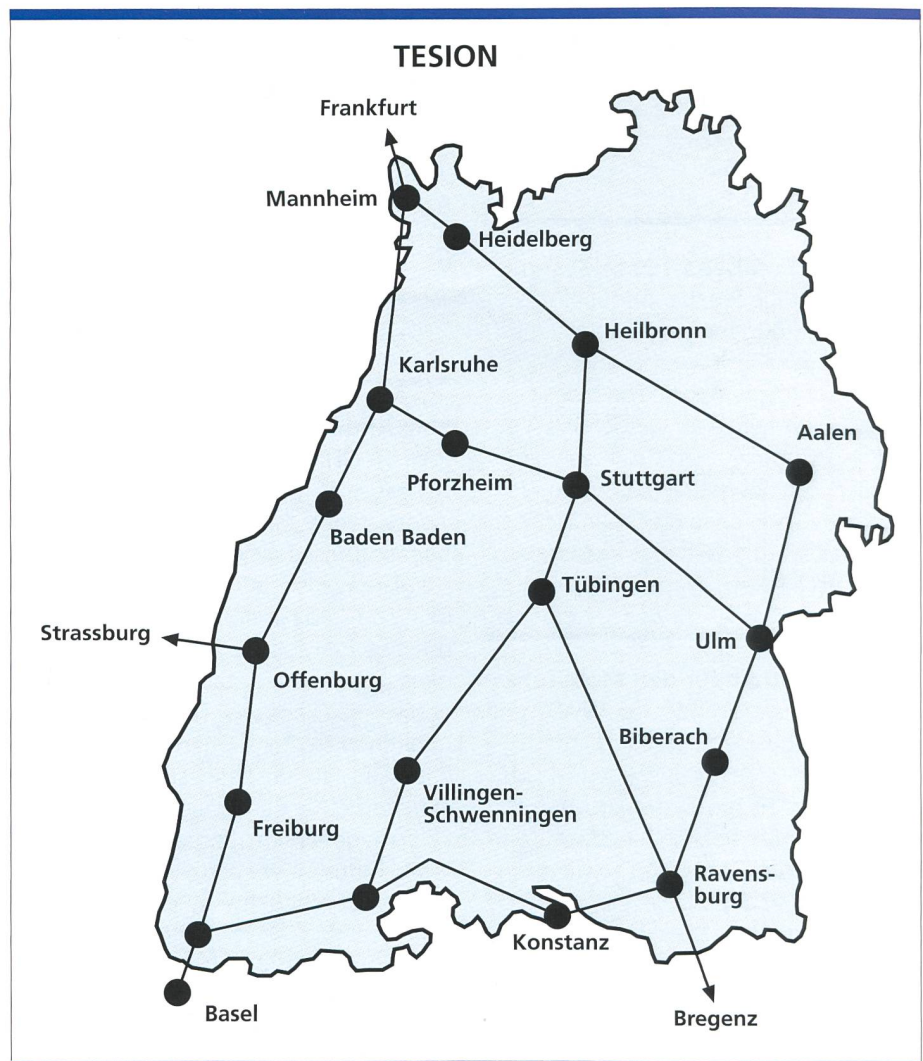 TESION
Frankfurt
Mannheim
Heidelberg
Heilbronn
Karlsruhe
Aalen
Pforzheim
Stuttgart
Baden Baden
Tübingen
Strassburg
Ulm
Offenburg
Biberach
Villingen-
Schwenningen
Freiburg
Ravens-
burg
Konstanz
Basel
Bregenz